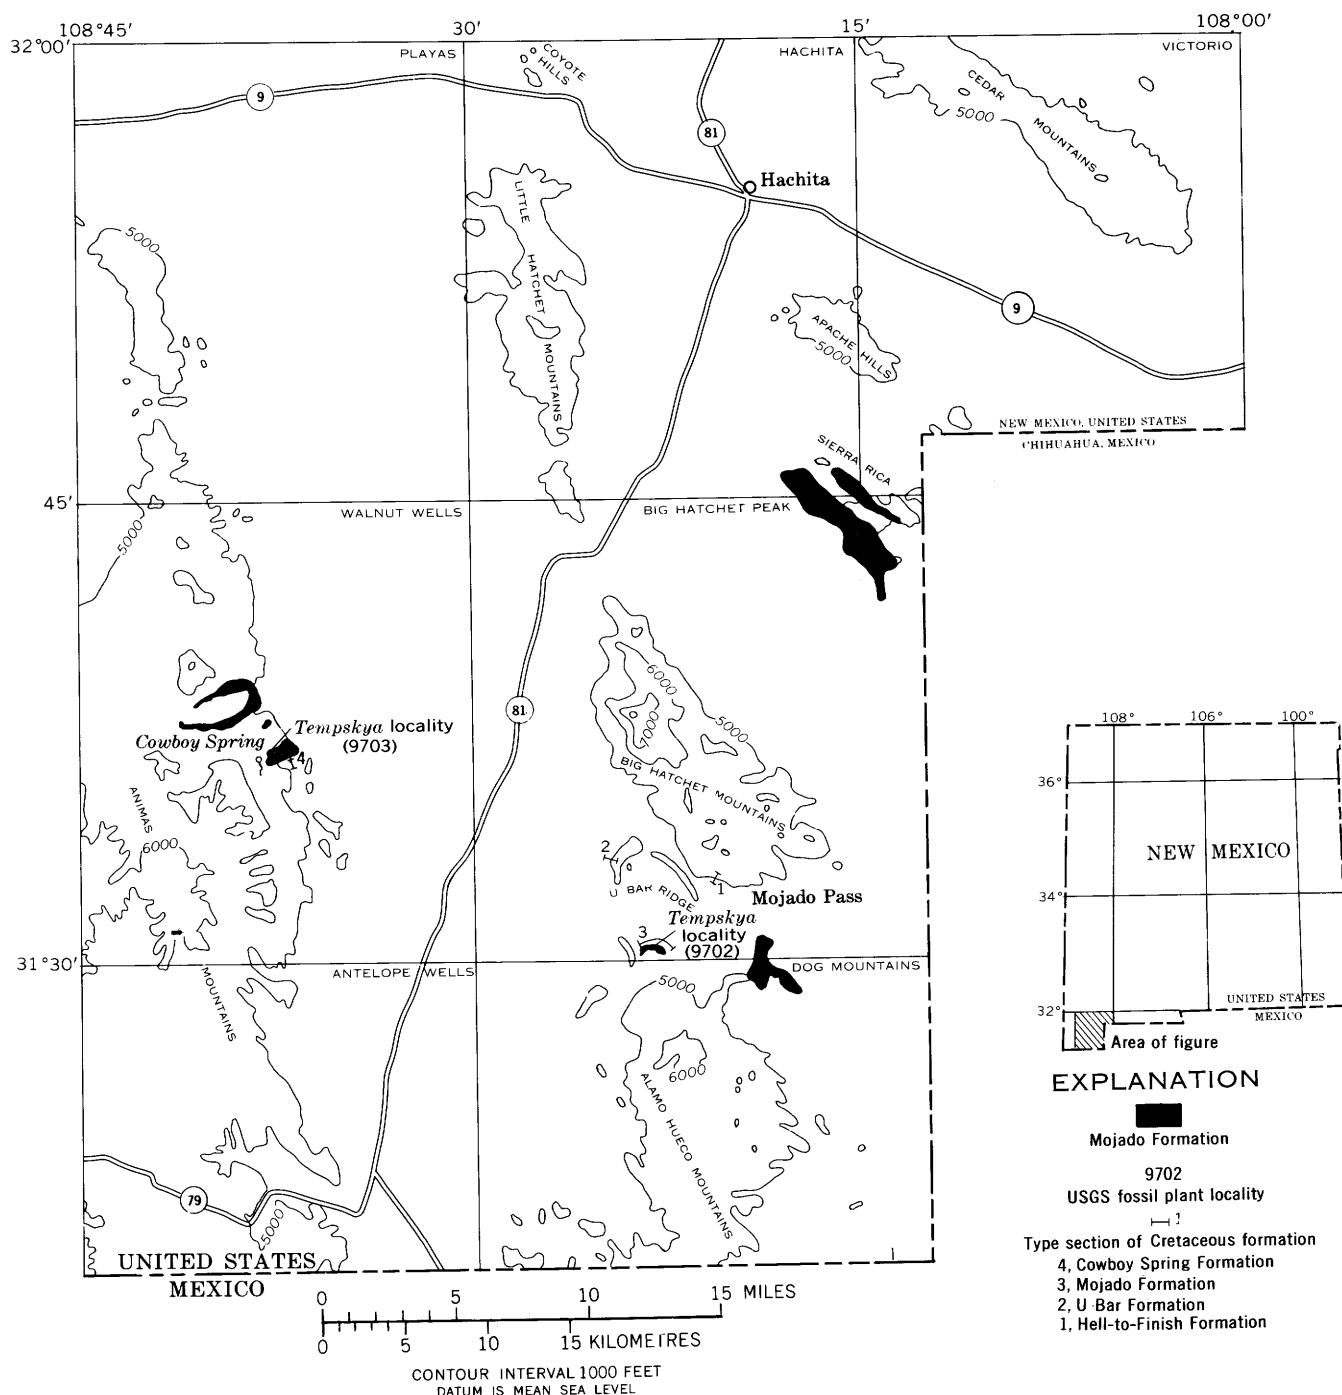 108°45′
30′
15′
108°00′
32°00′
PLAYAS
HACHITA
VICTORIO
COYOTE
HILLS
CEDAR
MOUNTAINS
5000
9
81
Hachita
LITTLE
HATCHET
MOUNTAINS
5000
9
APACHE HILLS
5000
NEW MEXICO, UNITED STATES
CHIHUAHUA, MEXICO
SIERRA RICA
45′
WALNUT WELLS
BIG HATCHET PEAK
5000
6000
5000
7000
81
Tempskya locality
(9703)
Cowboy Spring
4
BIG HATCHET MOUNTAINS
ANIMAS
6000
2
1
U BAR RIDGE
Mojado Pass
Tempskya
locality
(9702)
3
31°30′
ANTELOPE WELLS
DOG MOUNTAINS
MOUNTAINS
5000
6000
ALAMO HUECO MOUNTAINS
79
5000
UNITED STATES
MEXICO
0 5 10 15 MILES
0 5 10 15 KILOMETRES
CONTOUR INTERVAL 1000 FEET
DATUM IS MEAN SEA LEVEL
108° 106° 100°
36°
NEW MEXICO
34°
32°
UNITED STATES
MEXICO
Area of figure
EXPLANATION
Mojado Formation
9702
USGS fossil plant locality
1
Type section of Cretaceous formation
4, Cowboy Spring Formation
3, Mojado Formation
2, U Bar Formation
1, Hell-to-Finish Formation